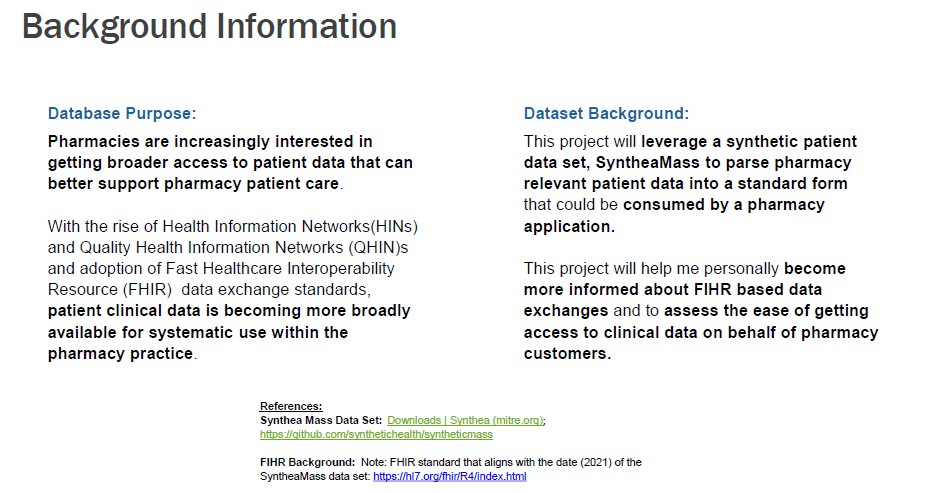 Background Information
Database Purpose:
Pharmacies are increasingly interested in
getting broader access to patient data that can
better support pharmacy patient care.
With the rise of Health Information Networks(HINs)
and Quality Health Information Networks (QHIN)s
and adoption of Fast Healthcare Interoperability
Resource (FHIR)  data exchange standards,
patient clinical data is becoming more broadly
available for systematic use within the
pharmacy practice.
Dataset Background:
This project will leverage a synthetic patient
data set, SyntheaMass to parse pharmacy
relevant patient data into a standard form
that could be consumed by a pharmacy
application.
This project will help me personally become
more informed about FIHR based data
exchanges and to assess the ease of getting
access to clinical data on behalf of pharmacy
customers.
References:
Synthea Mass Data Set:  Downloads | Synthea (mitre.org);
https://github.com/synthetichealth/syntheticmass
FIHR Background:  Note: FHIR standard that aligns with the date (2021) of the
SyntheaMass data set: https://hl7.org/fhir/R4/index.html